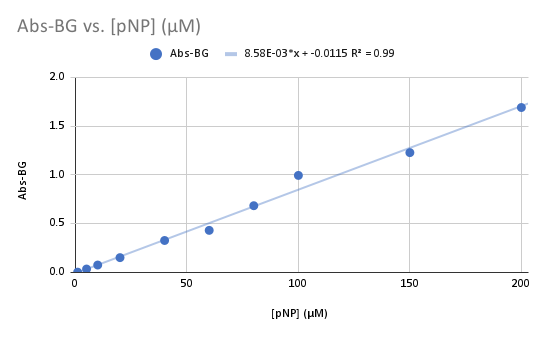 Abs-BG vs. [pNP] (μM)
Abs-BG 8.58E-03*x + -0.0115 R² = 0.99
2.0
1.5
1.0
0.5
0.0
Abs-BG
0 50 100 150 200
[pNP] (μM)